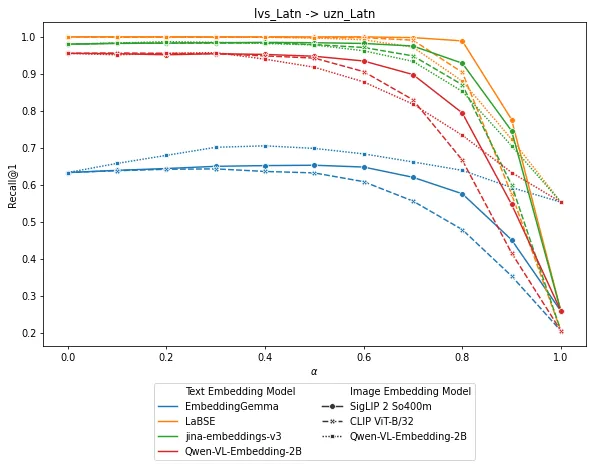 lvs_Latn -> uzn_Latn
Recall@1
1.0
0.9
0.8
0.7
0.6
0.5
0.4
0.3
0.2
0.0 0.2 0.4 0.6 0.8 1.0
α
Text Embedding Model Image Embedding Model
EmbeddingGemma SigLIP 2 So400m
LaBSE CLIP ViT-B/32
jina-embeddings-v3 Qwen-VL-Embedding-2B
Qwen-VL-Embedding-2B